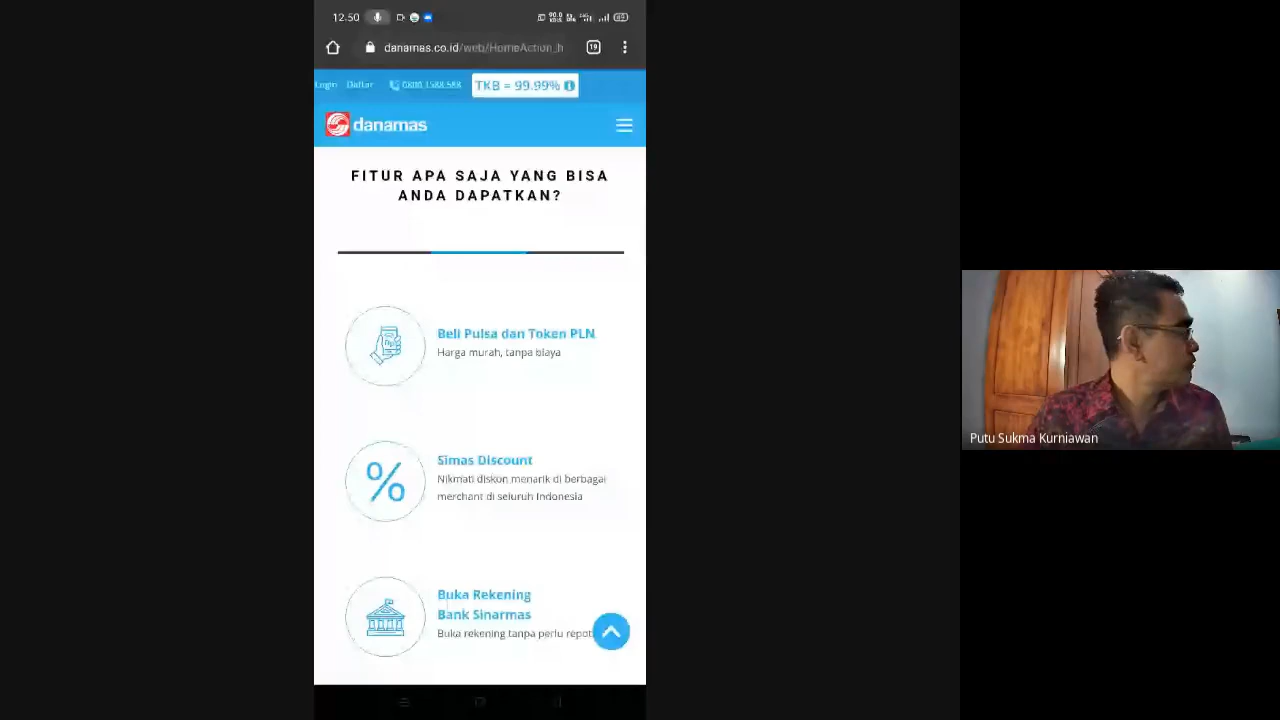 12.50
19
danamas.co.id/web/HomeAction_h
Login Daftar
TKB = 99.99%
danamas
FITUR APA SAJA YANG BISA
ANDA DAPATKAN?
Beli Pulsa dan Token PLN
Harga murah, tanpa biaya
Simas Discount
Nikmati diskon menarik di berbagai
merchant di seluruh Indonesia
Buka Rekening
Bank Sinarmas
Buka rekening tanpa perlu repot
Putu Sukma Kurniawan